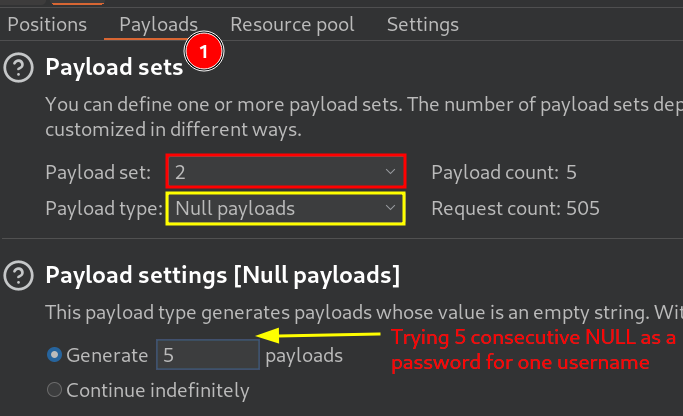 Positions Payloads Resource pool Settings
1
Payload sets
You can define one or more payload sets. The number of payload sets dep
customized in different ways.
Payload set: 2 Payload count: 5
Payload type: Null payloads Request count: 505
Payload settings [Null payloads]
This payload type generates payloads whose value is an empty string. Wit
Trying 5 consecutive NULL as a
Generate 5 payloads
password for one username
Continue indefinitely